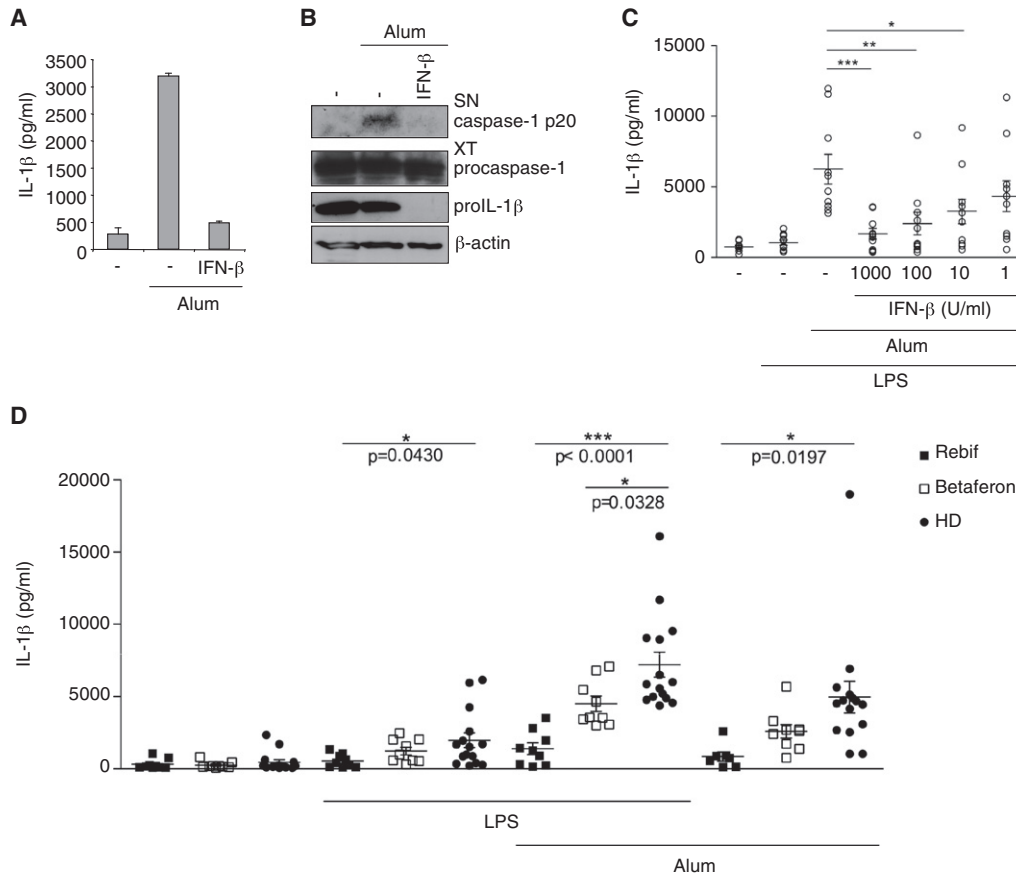 A
IL-1β (pg/ml)
3500
3000
2500
2000
1500
1000
500
0
- - IFN-β
Alum
B
Alum
- - IFN-β
SN
caspase-1 p20
XT
procaspase-1
proIL-1β
β-actin
C
IL-1β (pg/ml)
15000
10000
5000
0
*
**
***
- - - 1000 100 10 1
IFN-β (U/ml)
Alum
LPS
D
IL-1β (pg/ml)
20000
15000
10000
5000
0
*
p=0.0430
***
p< 0.0001
*
p=0.0328
*
p=0.0197
Rebif
Betaferon
HD
LPS
Alum